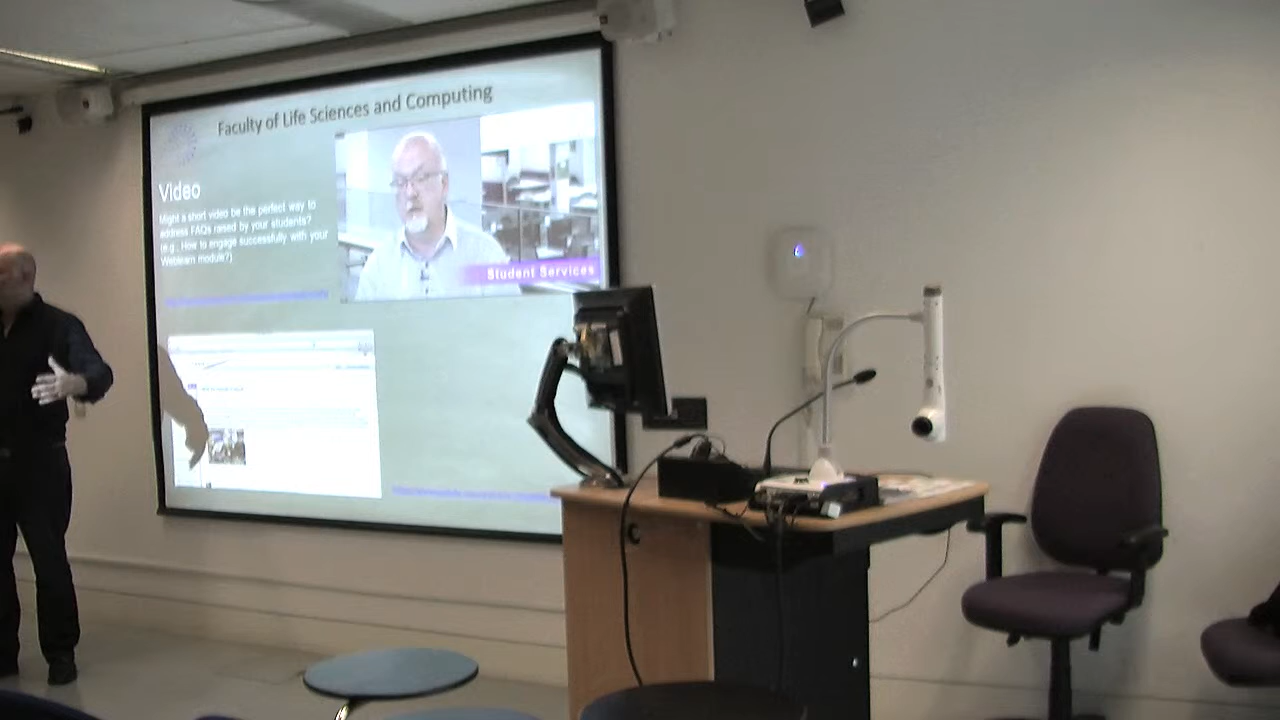 Faculty of Life Sciences and Computing
Video
Might a short video be the perfect way to
address FAQs raised by your students?
(e.g., How to engage successfully with your
Weblearn module?)
Student Services